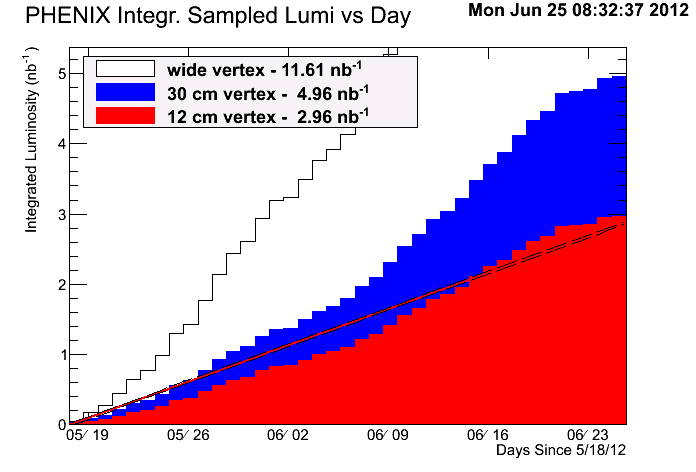 PHENIX Integr. Sampled Lumi vs Day
Mon Jun 25 08:32:37 2012
Integrated Luminosity (nb⁻¹)
wide vertex - 11.61 nb⁻¹
30 cm vertex - 4.96 nb⁻¹
12 cm vertex - 2.96 nb⁻¹
5
4
3
2
1
0
05/ 19 05/ 26 06/ 02 06/ 09 06/ 16 06/ 23
Days Since 5/18/12